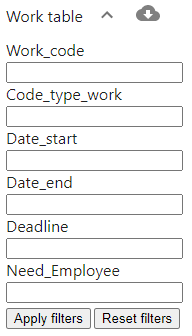 Work table
Work_code
Code_type_work
Date_start
Date_end
Deadline
Need_Employee
Apply filters Reset filters